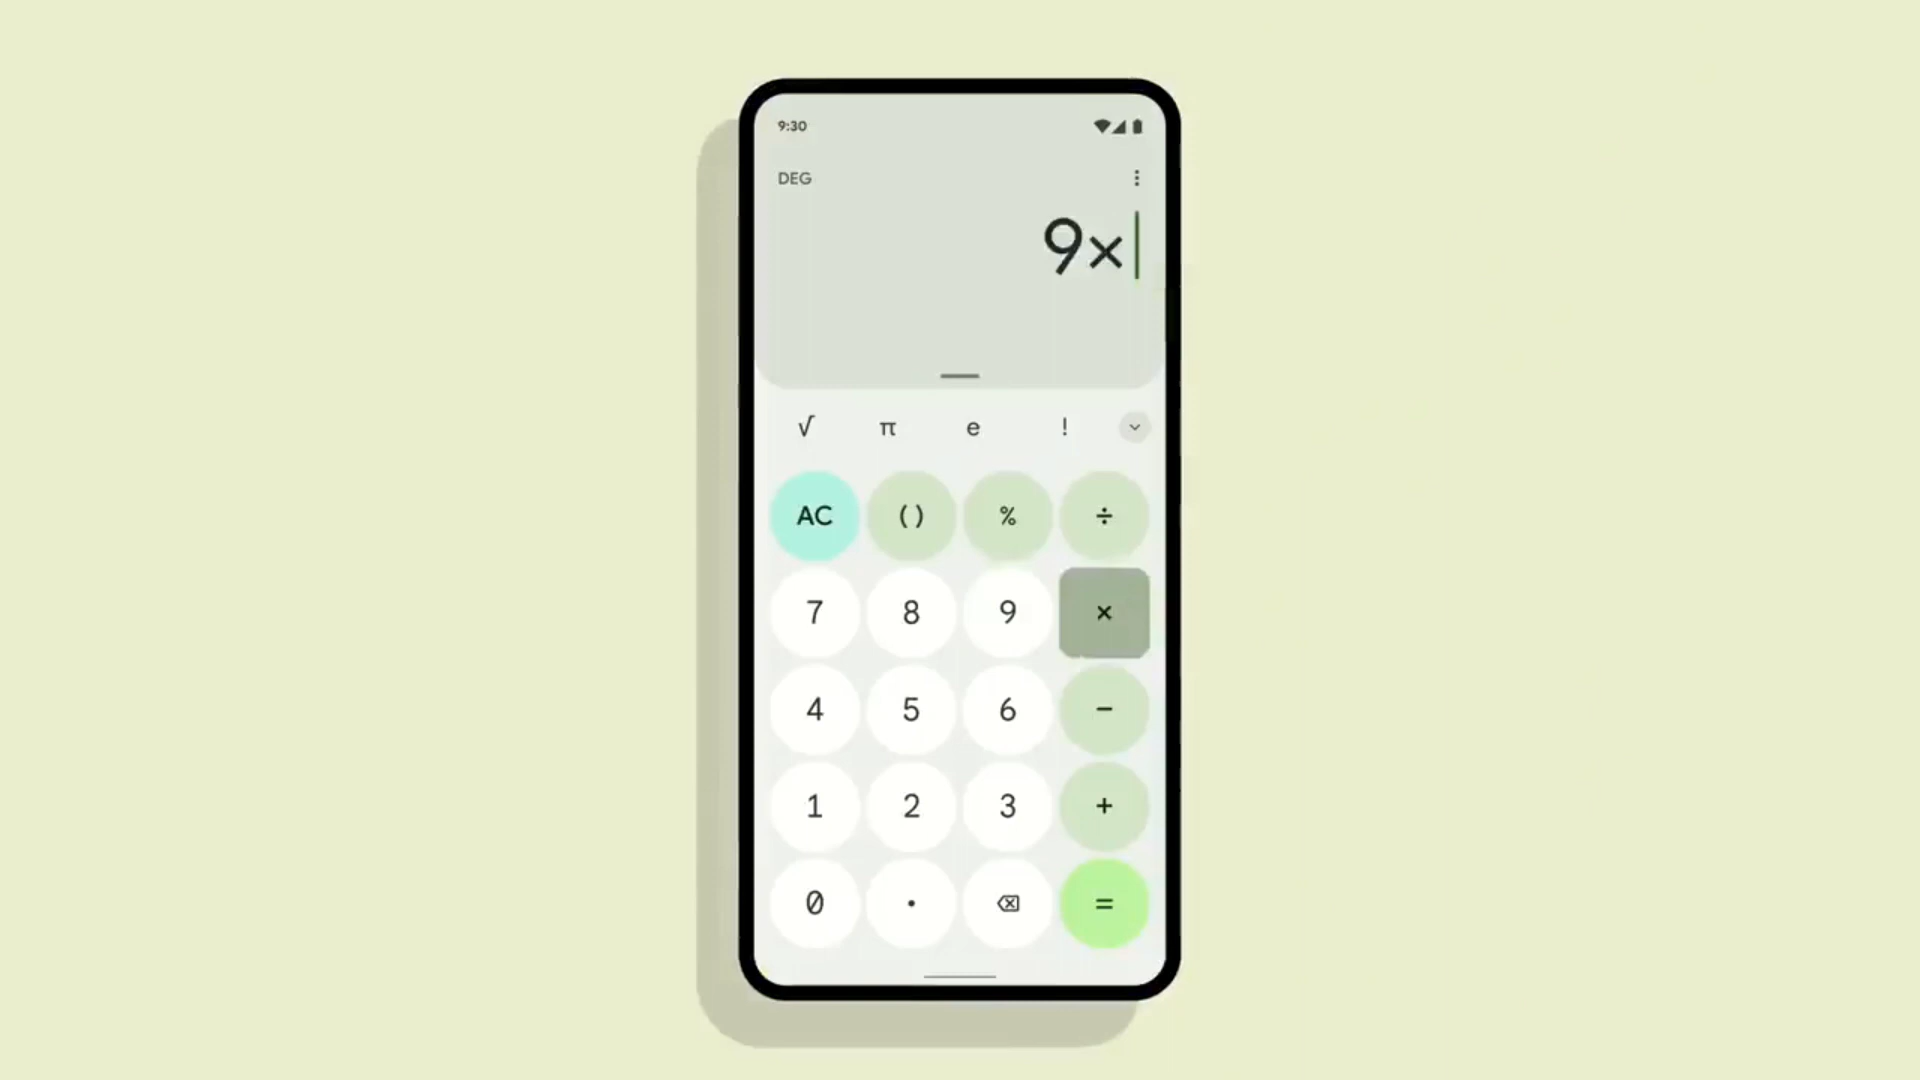 9:30
DEG
9×
√ π e !
AC ( ) % ÷
7 8 9 ×
4 5 6 −
1 2 3 +
0 . =